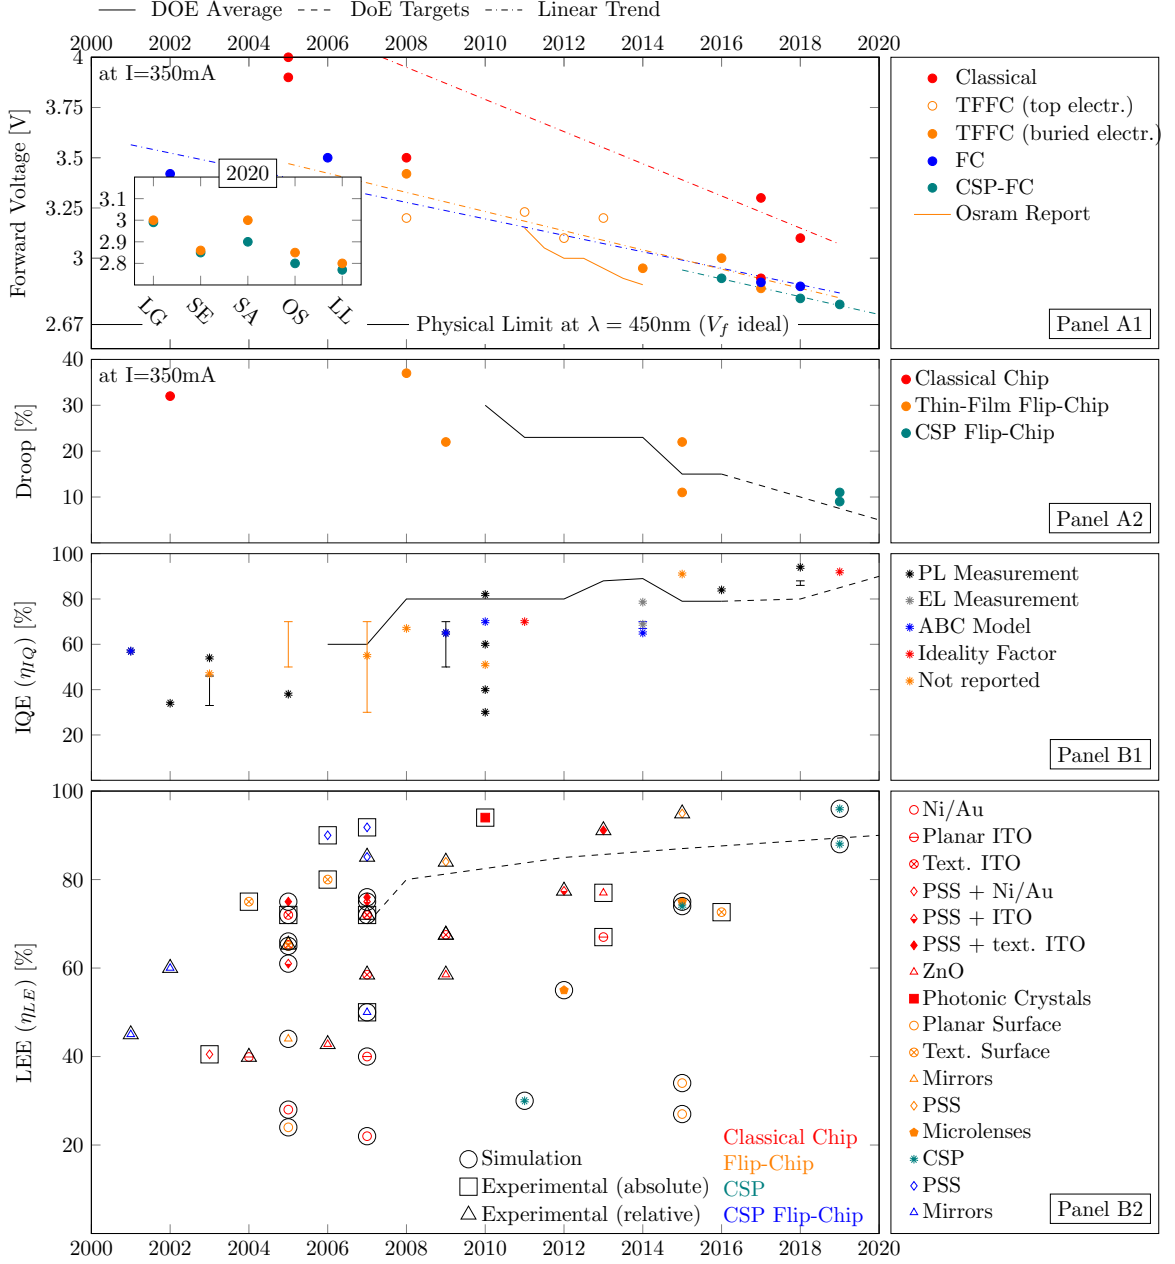 DOE Average DoE Targets Linear Trend
2000 2002 2004 2006 2008 2010 2012 2014 2016 2018 2020
at I=350mA
4
3.75
3.5
3.25
3
2.67
Forward Voltage [V]
2020
3.1
3
2.9
2.8
LG SE SA OS LL
Physical Limit at λ = 450nm (Vf ideal)
Classical
TFFC (top electr.)
TFFC (buried electr.)
FC
CSP-FC
Osram Report
Panel A1
at I=350mA
40
30
20
10
Droop [%]
Classical Chip
Thin-Film Flip-Chip
CSP Flip-Chip
Panel A2
100
80
60
40
20
IQE (ηIQ) [%]
PL Measurement
EL Measurement
ABC Model
Ideality Factor
Not reported
Panel B1
100
80
60
40
20
LEE (ηLE) [%]
Simulation
Experimental (absolute)
Experimental (relative)
Classical Chip
Flip-Chip
CSP
CSP Flip-Chip
Ni/Au
Planar ITO
Text. ITO
PSS + Ni/Au
PSS + ITO
PSS + text. ITO
ZnO
Photonic Crystals
Planar Surface
Text. Surface
Mirrors
PSS
Microlenses
CSP
PSS
Mirrors
Panel B2
2000 2002 2004 2006 2008 2010 2012 2014 2016 2018 2020